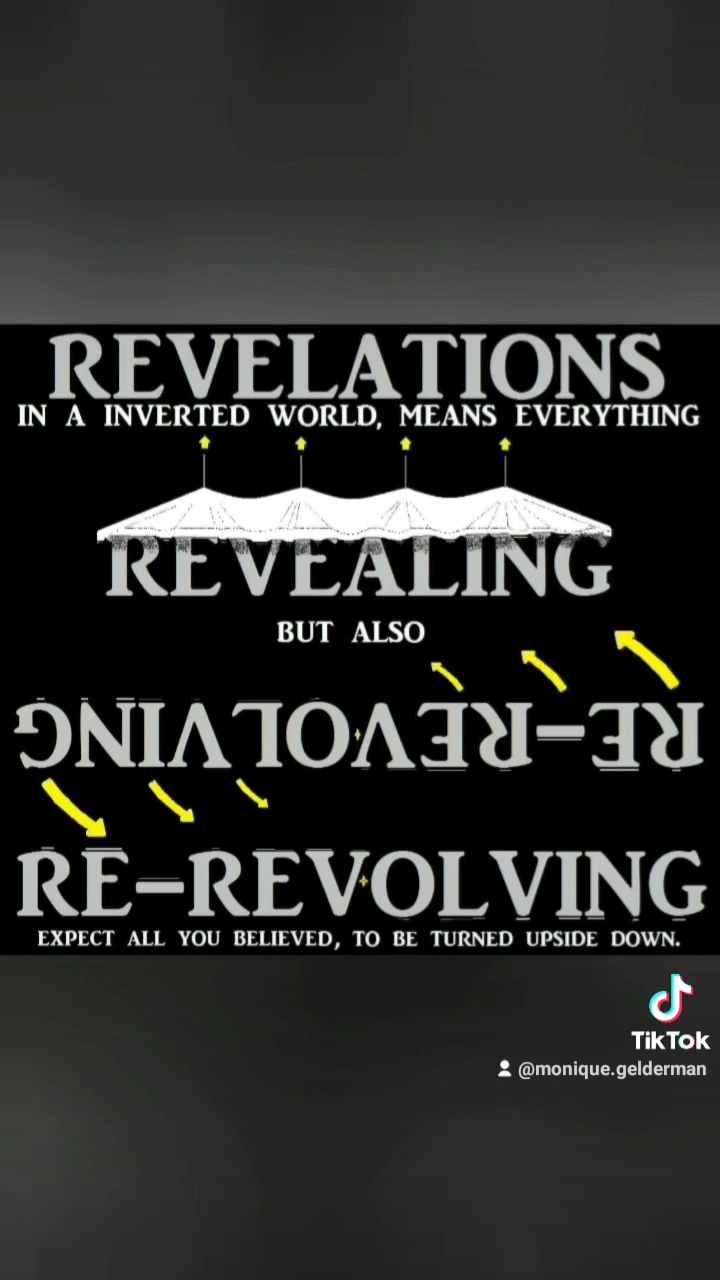 REVELATIONS
IN A INVERTED WORLD, MEANS EVERYTHING
REVEALING
BUT ALSO
RE-REVOLVING
RE-REVOLVING
EXPECT ALL YOU BELIEVED, TO BE TURNED UPSIDE DOWN.
TikTok
@monique.gelderman